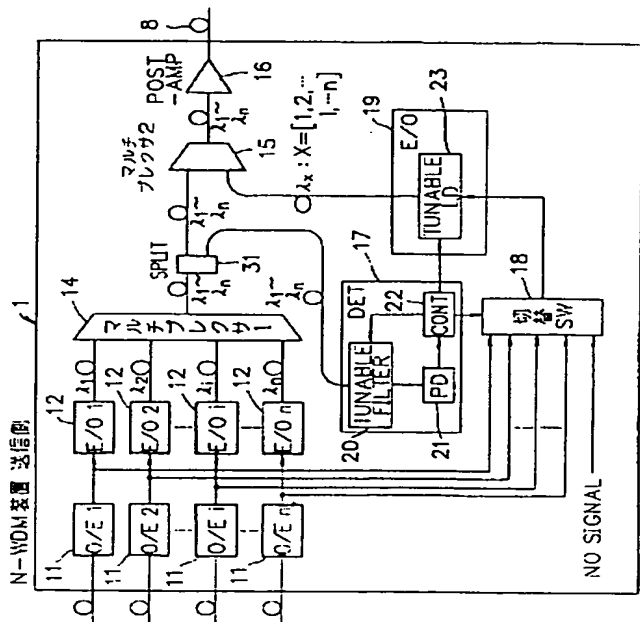 1
N-WDM装置 送信側
11 O/E 1
11 O/E 2
11 O/E i
11 O/E n
12 E/O 1
12 E/O 2
12 E/O i
12 E/O n
λ1
λ2
λi
λn
14
マルチプレクサ1
λ1~λn
SPLIT
31
λ1~λn
λ1~λn
マルチ
プレクサ2
15
λ1~λn
POST
-AMP
16
8
λx : X=[1,2,…
i,…n]
17
DET
TUNABLE
FILTER
20
PD
21
22
CONT
19
E/O
TUNABLE
LD
23
18
切替
SW
NO SIGNAL